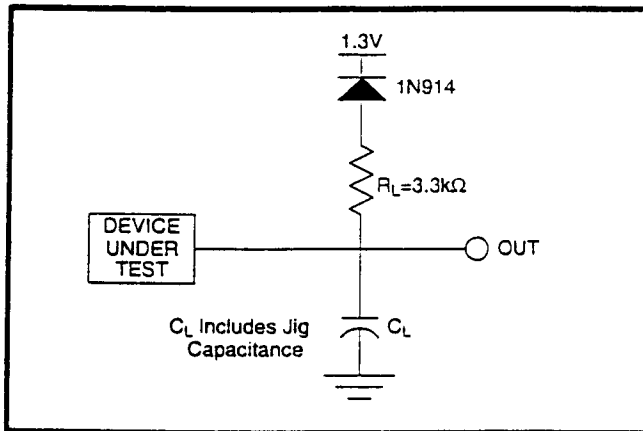 1.3V
1N914
R_L=3.3kΩ
DEVICE
UNDER
TEST
OUT
C_L Includes Jig
Capacitance
C_L